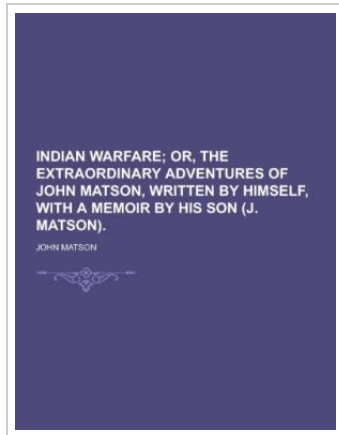 INDIAN WARFARE; OR, THE
EXTRAORDINARY ADVENTURES OF
JOHN MATSON, WRITTEN BY HIMSELF,
WITH A MEMOIR BY HIS SON (J.
MATSON).
JOHN MATSON